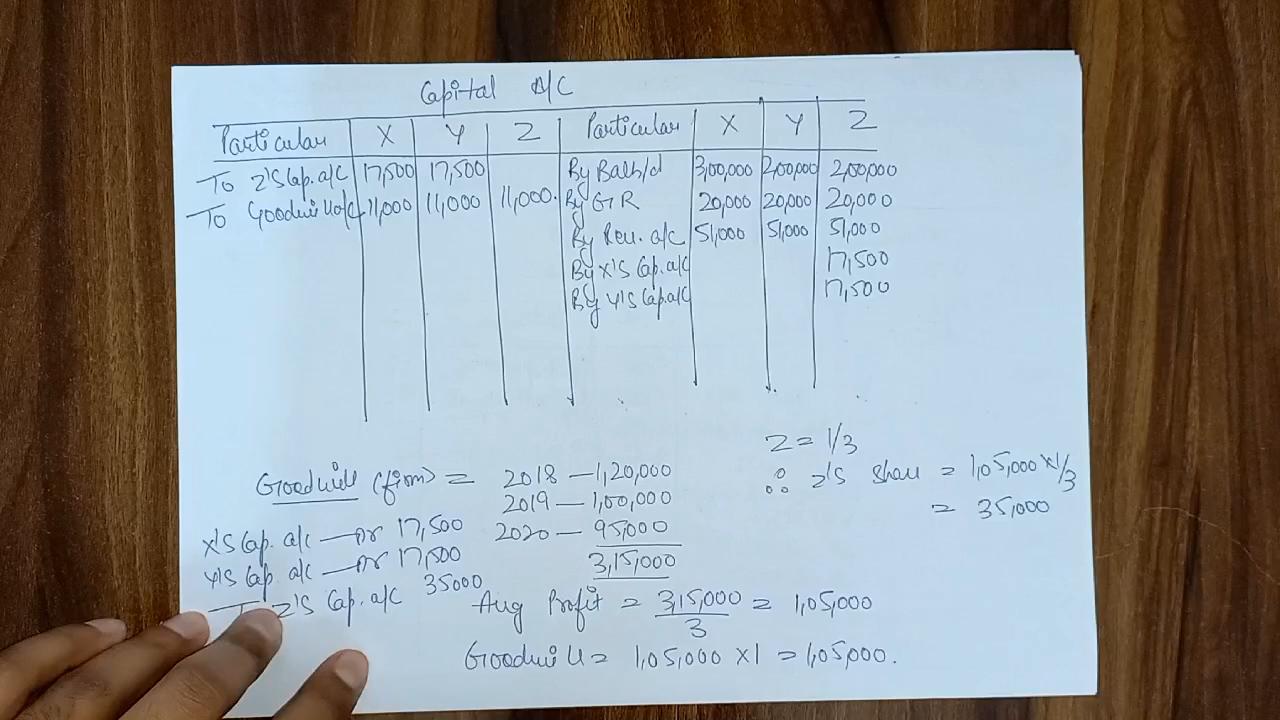 Capital A/C
Particular X Y Z Particular X Y Z
To Z'S Cap. a/c 17,500 17,500 By Bal b/d 3,00,000 2,00,000 2,00,000
To Goodwill a/c 11,000 11,000 11,000. By G R 20,000 20,000 20,000
By Rev. a/c 51,000 51,000 51,000
By X'S Cap. a/c 17,500
By Y'S Cap. a/c 17,500
Z = 1/3
∴ Z'S Share = 1,05,000 X 1/3
= 35,000
Goodwill (firm) = 2018 — 1,20,000
2019 — 1,00,000
2020 — 95,000
3,15,000
X'S Cap. a/c — Dr 17,500
Y'S Cap. a/c — Dr 17,500
To Z'S Cap. a/c 35000
Avg Profit = 3,15,000/3 = 1,05,000
Goodwill = 1,05,000 X 1 = 1,05,000.